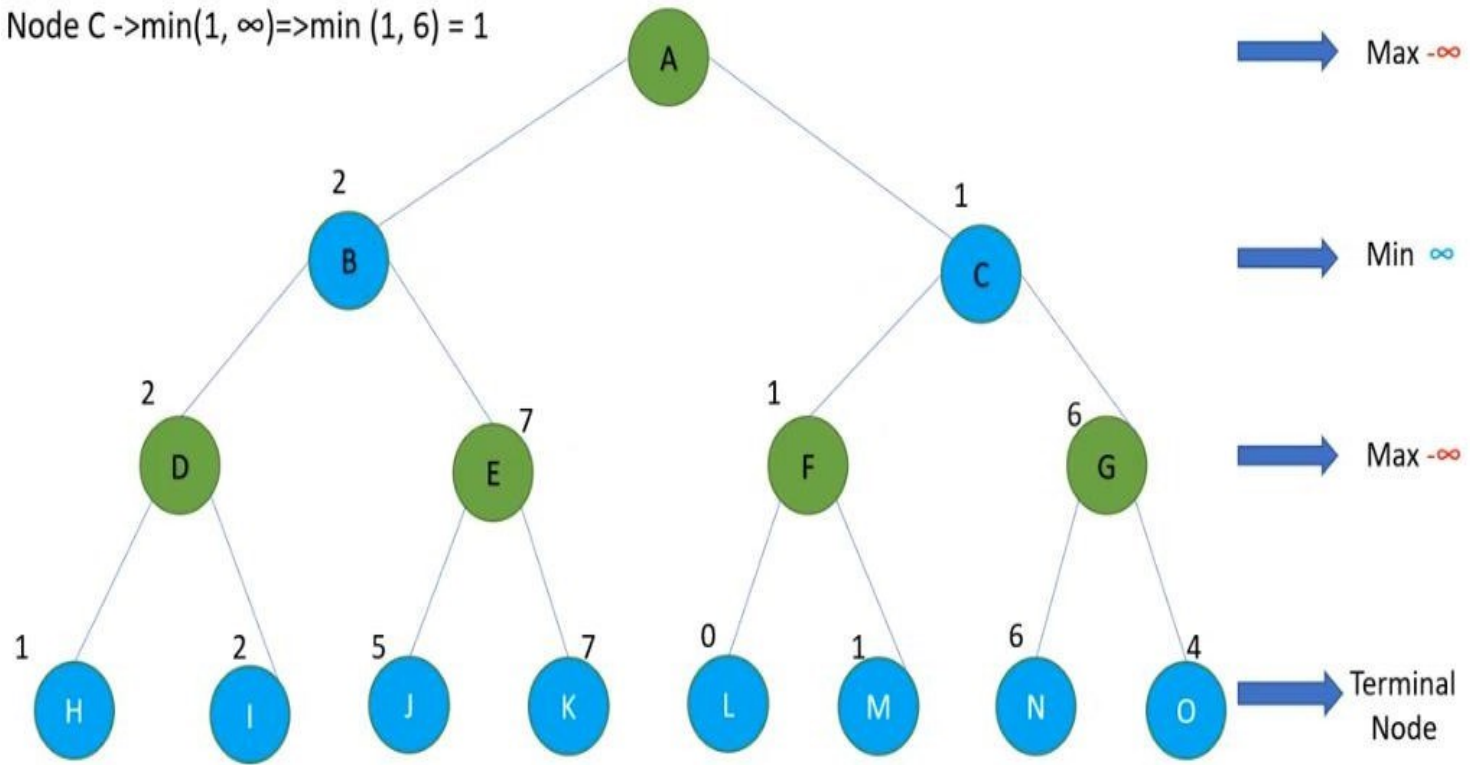 Node C ->min(1, ∞)=>min (1, 6) = 1
A
Max -∞
2
1
B
C
Min ∞
2
7
1
6
D
E
F
G
Max -∞
1
2
5
7
0
1
6
4
H
I
J
K
L
M
N
O
Terminal
Node